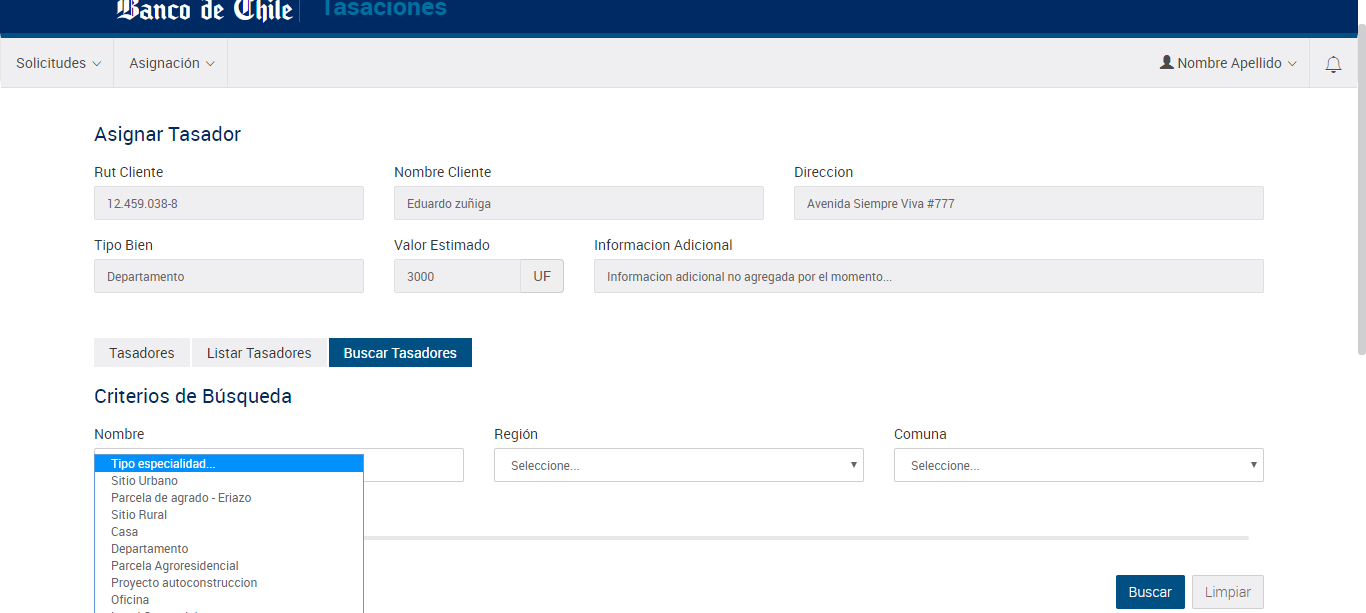 Banco de Chile Tasaciones
Solicitudes Asignación Nombre Apellido
Asignar Tasador
Rut Cliente Nombre Cliente Direccion
12.459.038-8 Eduardo zuñiga Avenida Siempre Viva #777
Tipo Bien Valor Estimado Informacion Adicional
Departamento 3000 UF Informacion adicional no agregada por el momento...
Tasadores Listar Tasadores Buscar Tasadores
Criterios de Búsqueda
Nombre Región Comuna
Seleccione... Seleccione...
Tipo especialidad...
Sitio Urbano
Parcela de agrado - Eriazo
Sitio Rural
Casa
Departamento
Parcela Agroresidencial
Proyecto autoconstruccion
Oficina
Buscar Limpiar